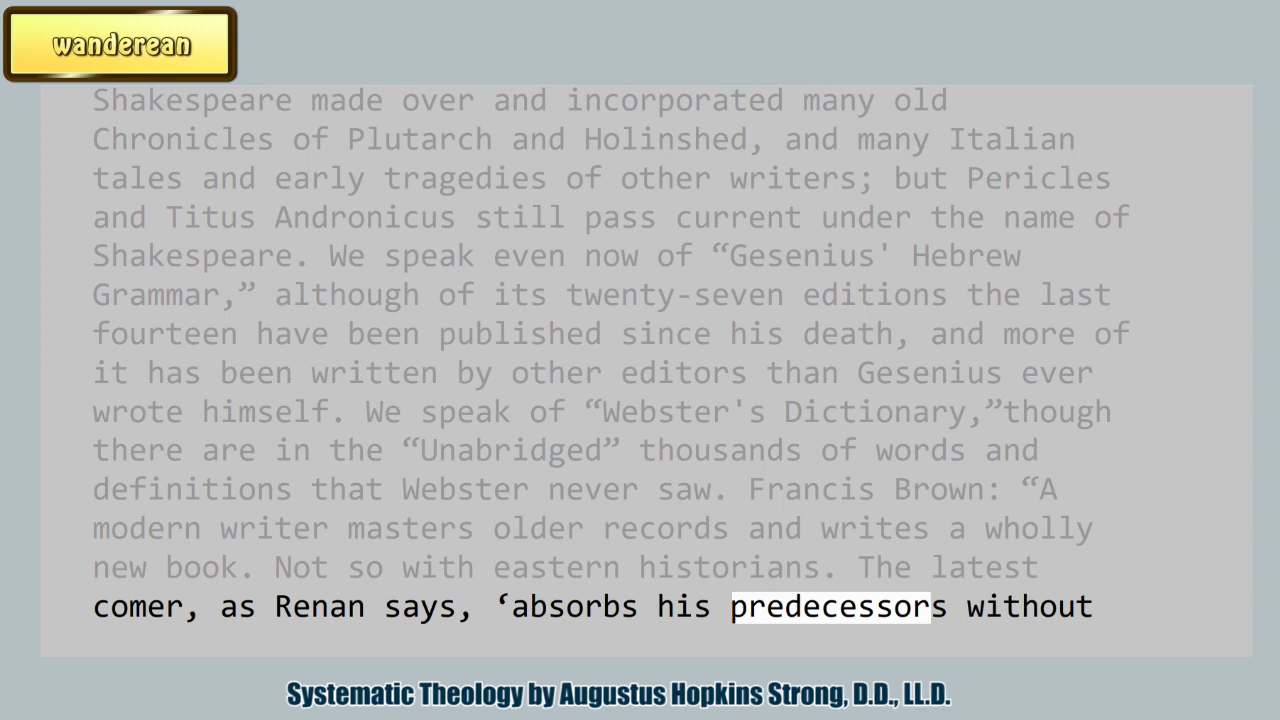 wanderean
Shakespeare made over and incorporated many old
Chronicles of Plutarch and Holinshed, and many Italian
tales and early tragedies of other writers; but Pericles
and Titus Andronicus still pass current under the name of
Shakespeare. We speak even now of “Gesenius' Hebrew
Grammar,” although of its twenty-seven editions the last
fourteen have been published since his death, and more of
it has been written by other editors than Gesenius ever
wrote himself. We speak of “Webster's Dictionary,”though
there are in the “Unabridged” thousands of words and
definitions that Webster never saw. Francis Brown: “A
modern writer masters older records and writes a wholly
new book. Not so with eastern historians. The latest
comer, as Renan says, ‘absorbs his predecessors without
Systematic Theology by Augustus Hopkins Strong, D.D., LL.D.